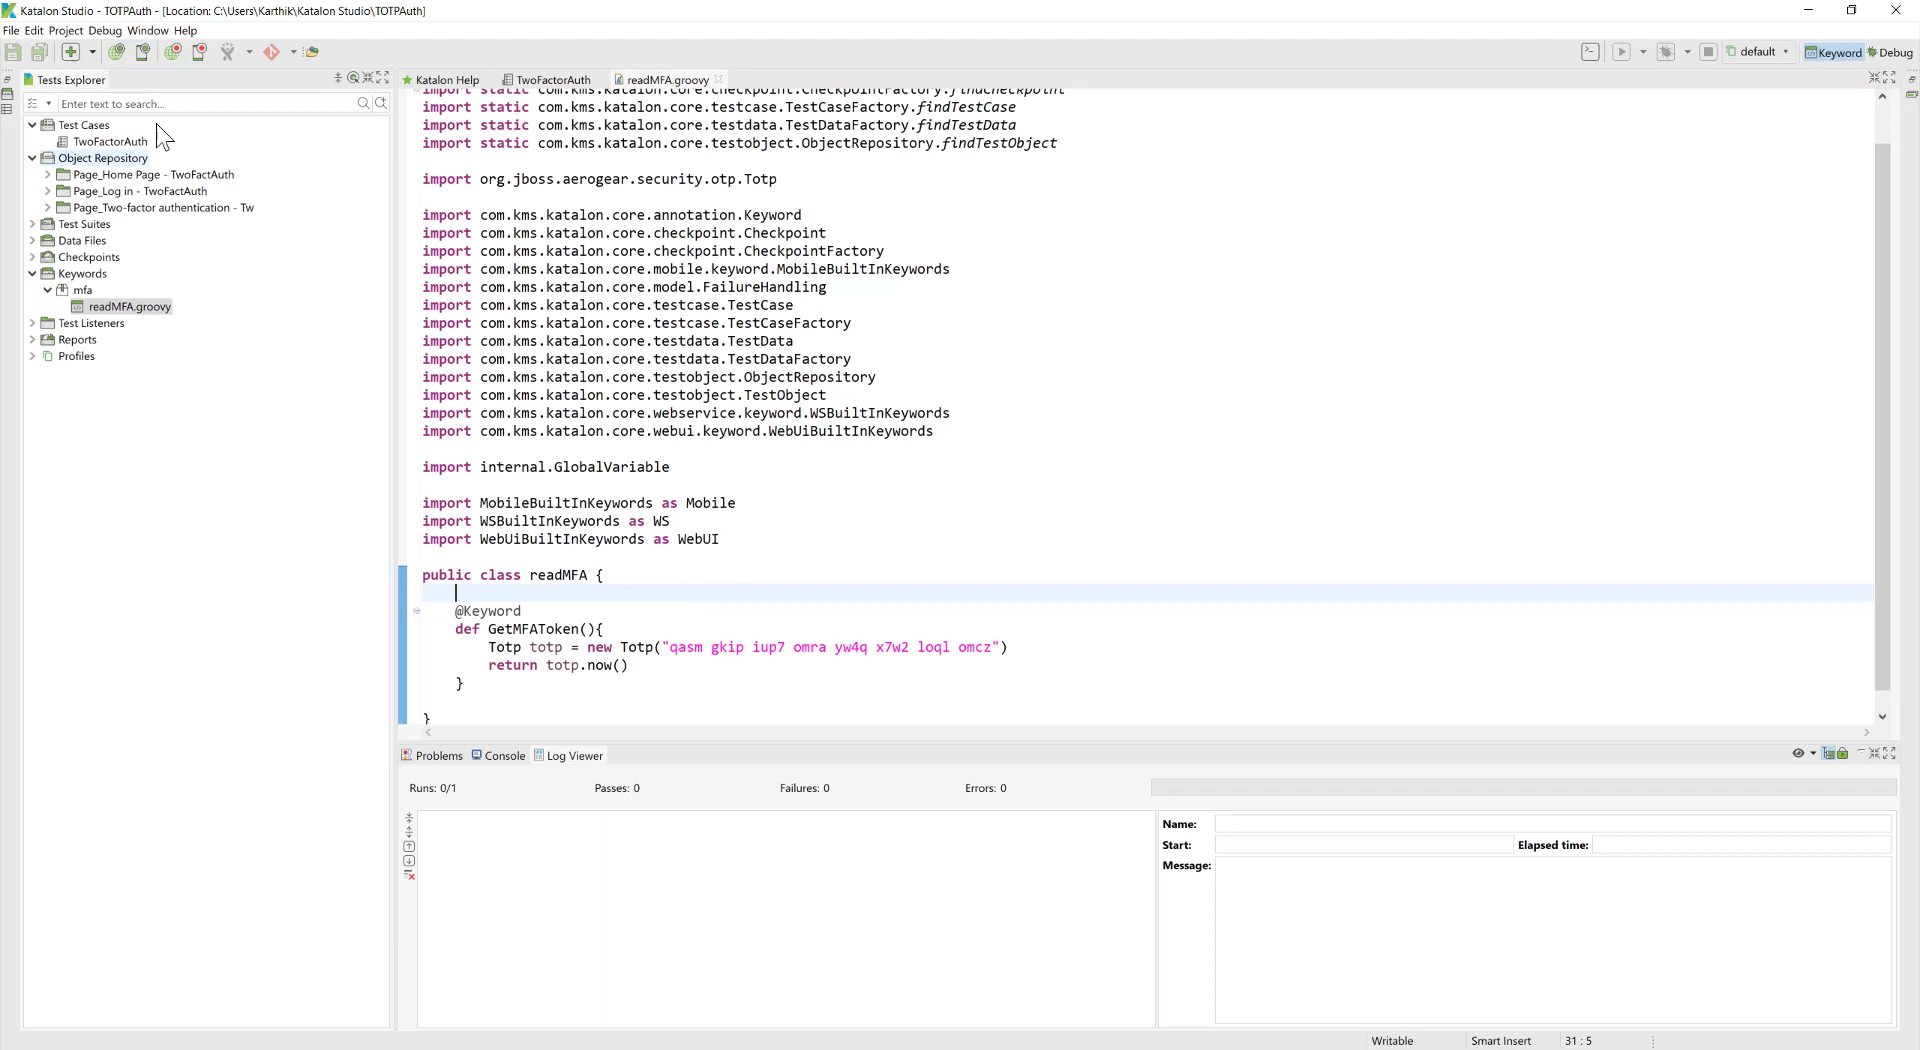 Katalon Studio - TOTPAuth - [Location: C:\Users\Karthik\Katalon Studio\TOTPAuth]
File Edit Project Debug Window Help
default
Keyword
Debug
Tests Explorer
Enter text to search...
Test Cases
TwoFactorAuth
Object Repository
Page_Home Page - TwoFactAuth
Page_Log in - TwoFactAuth
Page_Two-factor authentication - Tw
Test Suites
Data Files
Checkpoints
Keywords
mfa
readMFA.groovy
Test Listeners
Reports
Profiles
Katalon Help
TwoFactorAuth
readMFA.groovy
import static com.kms.katalon.core.checkpoint.CheckpointFactory.findCheckpoint
import static com.kms.katalon.core.testcase.TestCaseFactory.findTestCase
import static com.kms.katalon.core.testdata.TestDataFactory.findTestData
import static com.kms.katalon.core.testobject.ObjectRepository.findTestObject
import org.jboss.aerogear.security.otp.Totp
import com.kms.katalon.core.annotation.Keyword
import com.kms.katalon.core.checkpoint.Checkpoint
import com.kms.katalon.core.checkpoint.CheckpointFactory
import com.kms.katalon.core.mobile.keyword.MobileBuiltInKeywords
import com.kms.katalon.core.model.FailureHandling
import com.kms.katalon.core.testcase.TestCase
import com.kms.katalon.core.testcase.TestCaseFactory
import com.kms.katalon.core.testdata.TestData
import com.kms.katalon.core.testdata.TestDataFactory
import com.kms.katalon.core.testobject.ObjectRepository
import com.kms.katalon.core.testobject.TestObject
import com.kms.katalon.core.webservice.keyword.WSBuiltInKeywords
import com.kms.katalon.core.webui.keyword.WebUiBuiltInKeywords
import internal.GlobalVariable
import MobileBuiltInKeywords as Mobile
import WSBuiltInKeywords as WS
import WebUiBuiltInKeywords as WebUI
public class readMFA {
@Keyword
def GetMFAToken(){
Totp totp = new Totp("qasm gkip iup7 omra yw4q x7w2 loql omcz")
return totp.now()
}
}
Problems
Console
Log Viewer
Runs: 0/1
Passes: 0
Failures: 0
Errors: 0
Name:
Start:
Elapsed time:
Message:
Writable
Smart Insert
31 : 5